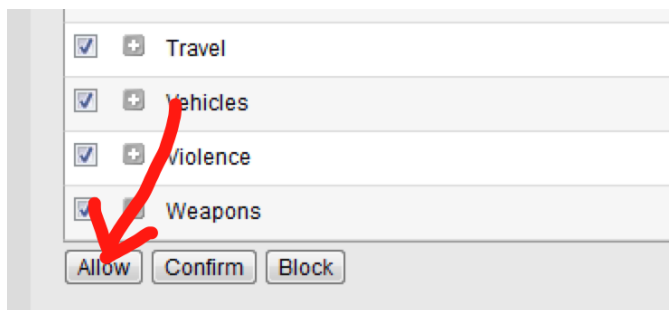 Travel
Vehicles
Violence
Weapons
Allow Confirm Block